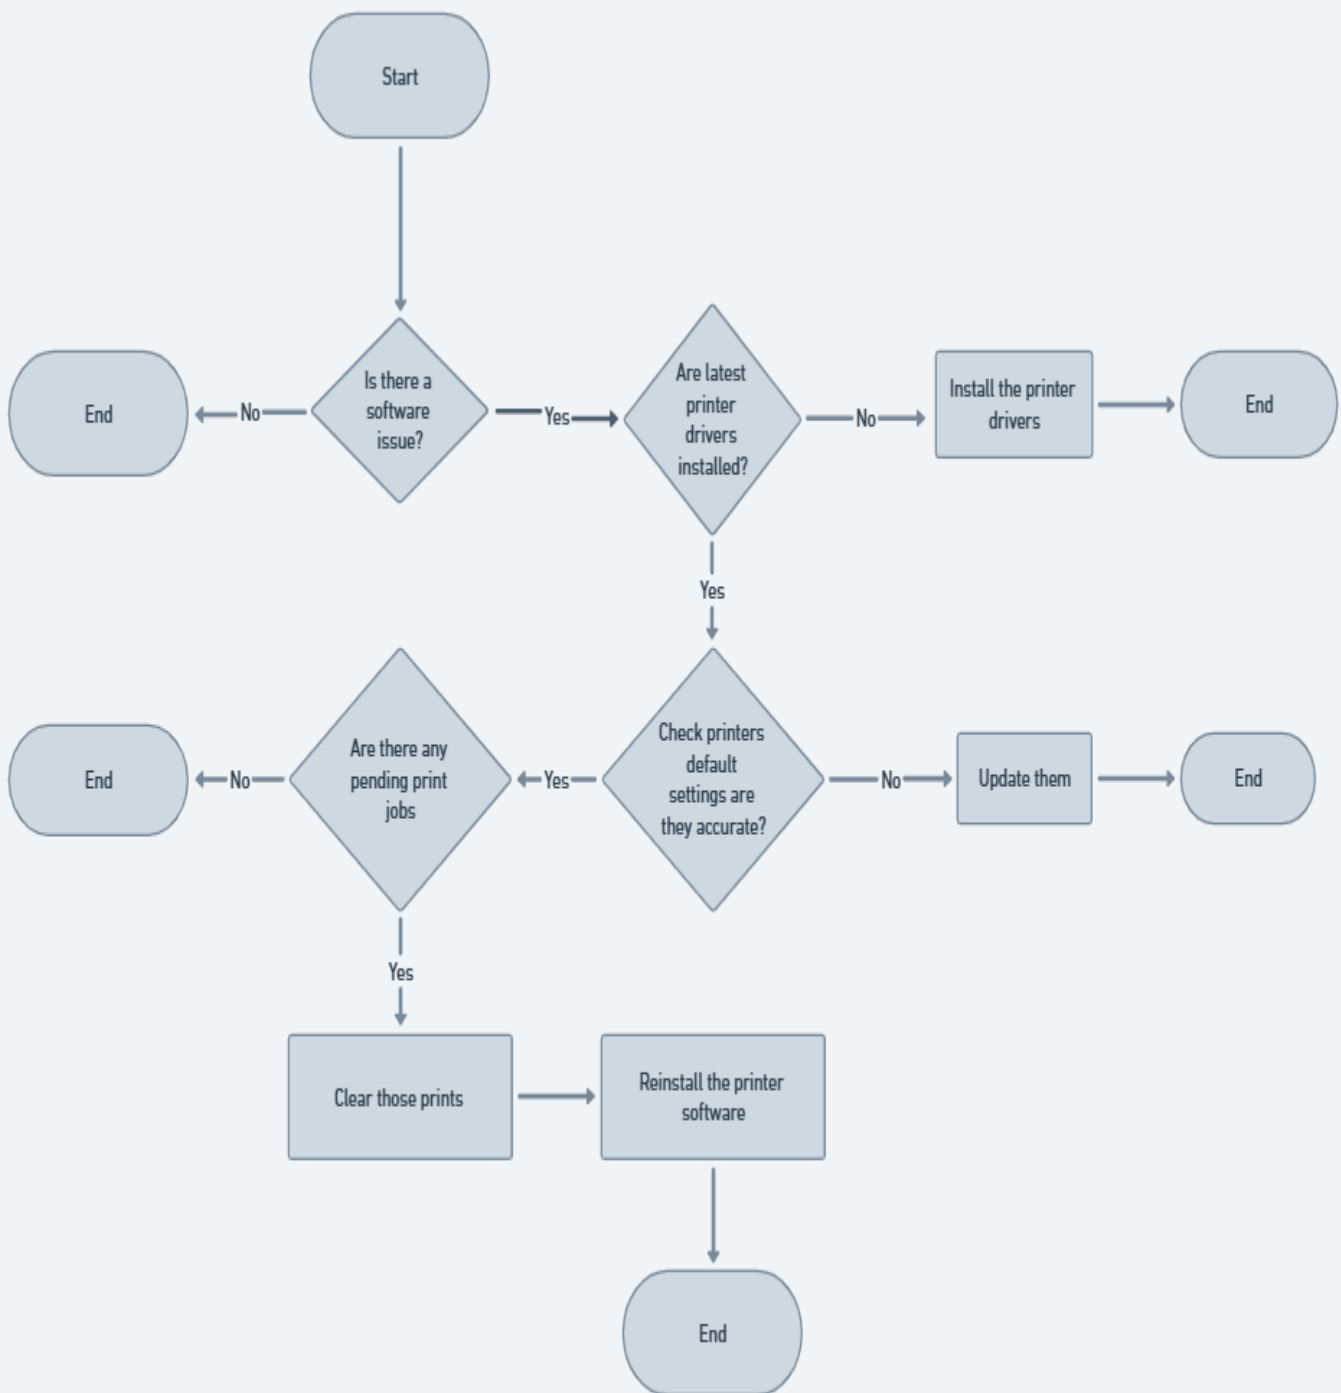 Start
Is there a
software
issue?
No
End
Yes
Are latest
printer
drivers
installed?
No
Install the printer
drivers
End
Yes
Check printers
default
settings are
they accurate?
No
Update them
End
Yes
Are there any
pending print
jobs
No
End
Yes
Clear those prints
Reinstall the printer
software
End